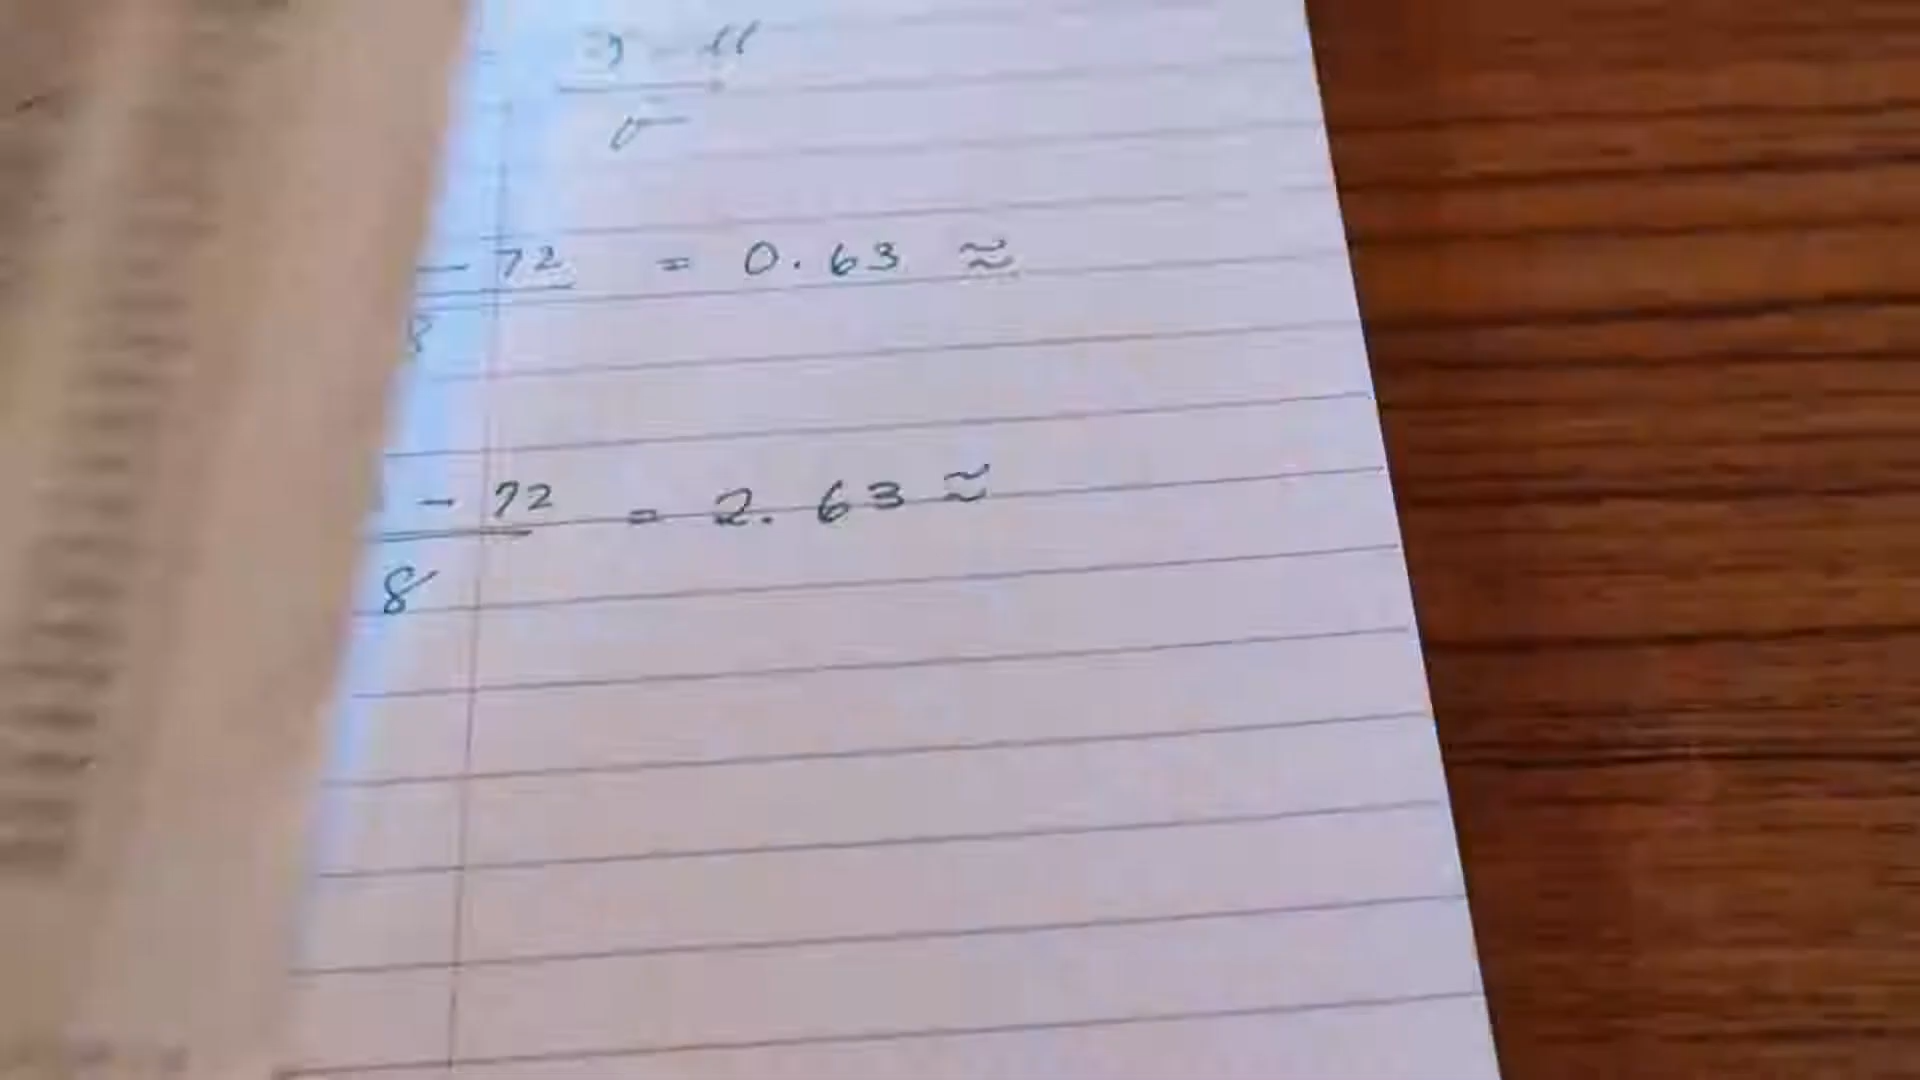 - μ
σ
- 72 = 0.63 ≈
8
- 72 = 2.63 ≈
8